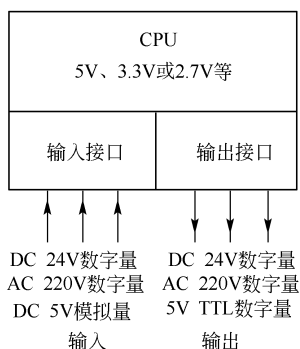 CPU
5V、3.3V或2.7V等
输入接口 输出接口
DC 24V数字量 DC 24V数字量
AC 220V数字量 AC 220V数字量
DC 5V模拟量 5V TTL数字量
输入 输出